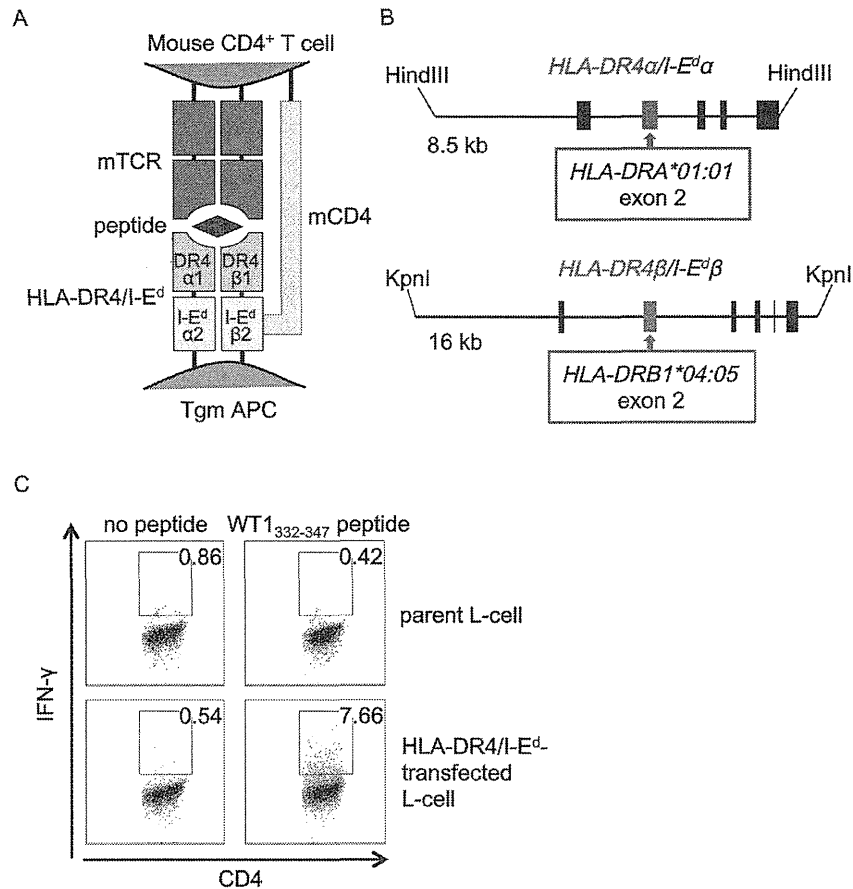 A
Mouse CD4⁺ T cell
mTCR
peptide
mCD4
DR4 α1
DR4 β1
HLA-DR4/I-Eᵈ
I-Eᵈ α2
I-Eᵈ β2
Tgm APC
B
HLA-DR4α/I-Eᵈα
HindIII
HindIII
8.5 kb
HLA-DRA*01:01
exon 2
HLA-DR4β/I-Eᵈβ
KpnI
KpnI
16 kb
HLA-DRB1*04:05
exon 2
C
no peptide
WT1₃₃₂₋₃₄₇ peptide
0.86
0.42
parent L-cell
IFN-γ
0.54
7.66
HLA-DR4/I-Eᵈ-
transfected
L-cell
CD4